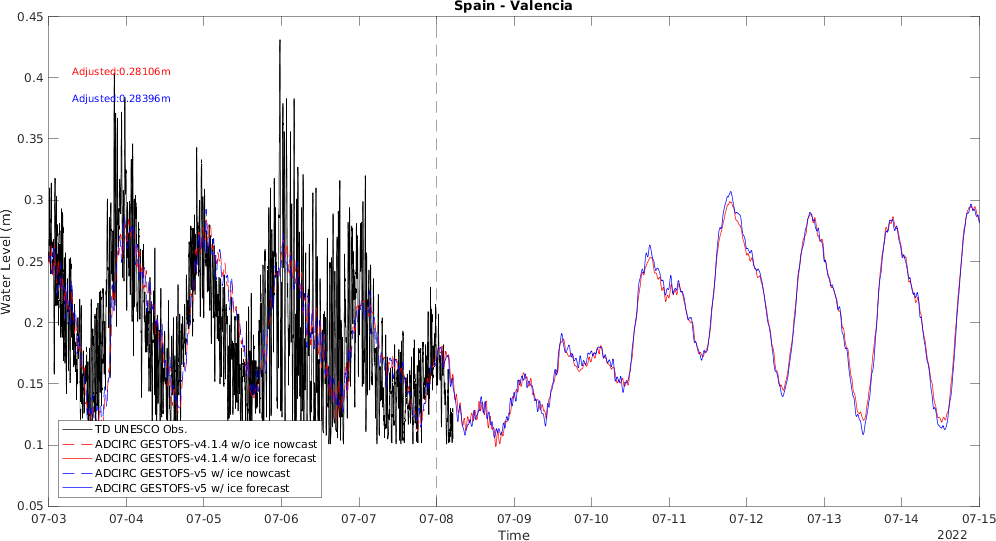 Spain - Valencia
0.45
0.4
0.35
0.3
0.25
0.2
0.15
0.1
0.05
Water Level (m)
Adjusted:0.28106m
Adjusted:0.28396m
TD UNESCO Obs.
ADCIRC GESTOFS-v4.1.4 w/o ice nowcast
ADCIRC GESTOFS-v4.1.4 w/o ice forecast
ADCIRC GESTOFS-v5 w/ ice nowcast
ADCIRC GESTOFS-v5 w/ ice forecast
07-03 07-04 07-05 07-06 07-07 07-08 07-09 07-10 07-11 07-12 07-13 07-14 07-15
Time
2022